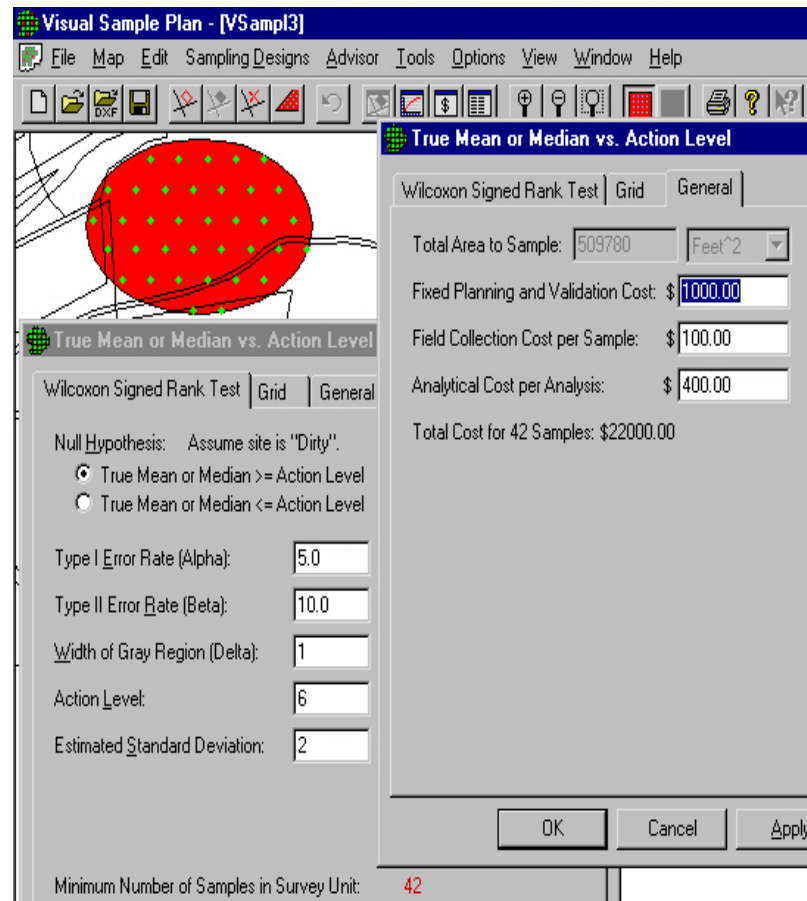 Visual Sample Plan - [VSampl3]
File Map Edit Sampling Designs Advisor Tools Options View Window Help
DXF $
True Mean or Median vs. Action Level
Wilcoxon Signed Rank Test Grid General
Total Area to Sample: 509780 Feet^2
Fixed Planning and Validation Cost: $ 1000.00
Field Collection Cost per Sample: $ 100.00
Analytical Cost per Analysis: $ 400.00
Total Cost for 42 Samples: $22000.00
OK Cancel Apply
True Mean or Median vs. Action Level
Wilcoxon Signed Rank Test Grid General
Null Hypothesis: Assume site is "Dirty".
True Mean or Median >= Action Level
True Mean or Median <= Action Level
Type I Error Rate (Alpha): 5.0
Type II Error Rate (Beta): 10.0
Width of Gray Region (Delta): 1
Action Level: 6
Estimated Standard Deviation: 2
Minimum Number of Samples in Survey Unit: 42